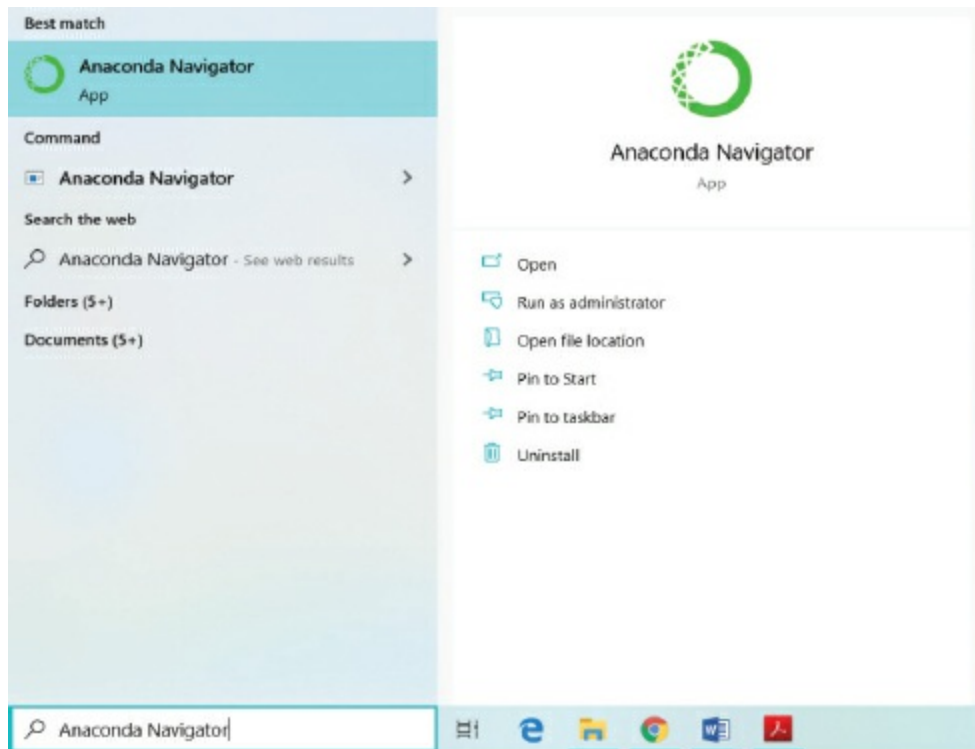 Best match
Anaconda Navigator
App
Command
Anaconda Navigator
Search the web
Anaconda Navigator - See web results
Folders (5+)
Documents (5+)
Anaconda Navigator
App
Open
Run as administrator
Open file location
Pin to Start
Pin to taskbar
Uninstall
Anaconda Navigator